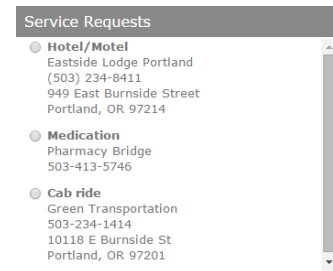 Service Requests
Hotel/Motel
Eastside Lodge Portland
(503) 234-8411
949 East Burnside Street
Portland, OR 97214
Medication
Pharmacy Bridge
503-413-5746
Cab ride
Green Transportation
503-234-1414
10118 E Burnside St
Portland, OR 97201